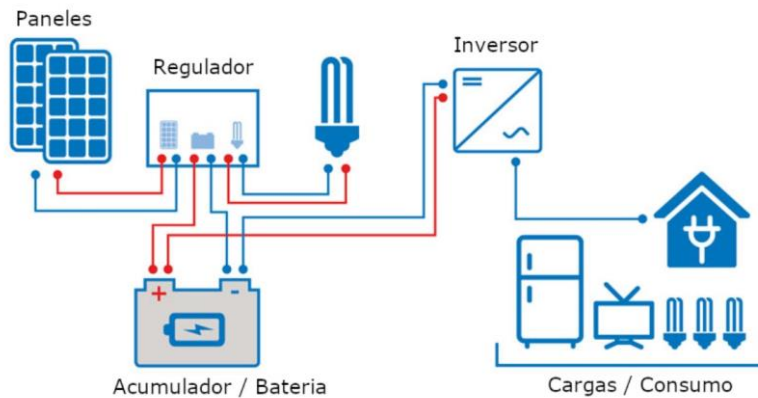 Paneles
Regulador
Inversor
+ -
Acumulador / Bateria
Cargas / Consumo